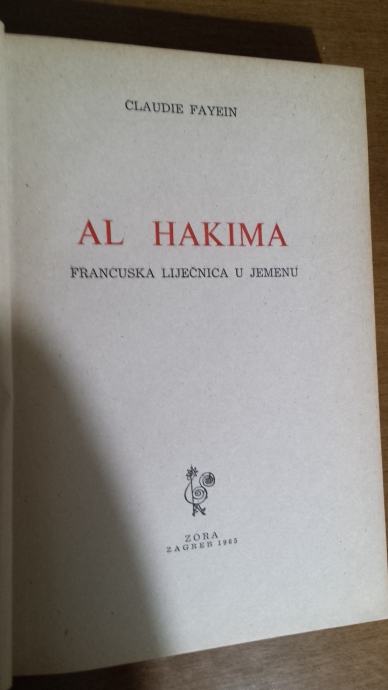 CLAUDIE FAYEIN
AL HAKIMA
FRANCUSKA LIJEČNICA U JEMENU
ZORA
ZAGREB 1965